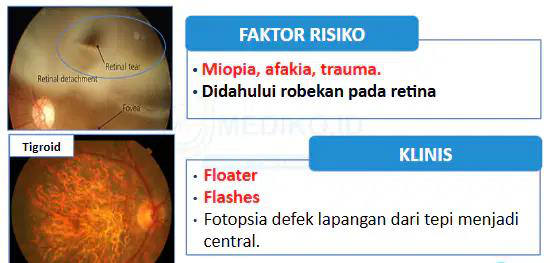 Retinal tear
Retinal detachment
Fovea
FAKTOR RISIKO
• Miopia, afakia, trauma.
• Didahului robekan pada retina
MEDIKO.ID
Tigroid
KLINIS
• Floater
• Flashes
• Fotopsia defek lapangan dari tepi menjadi
central.